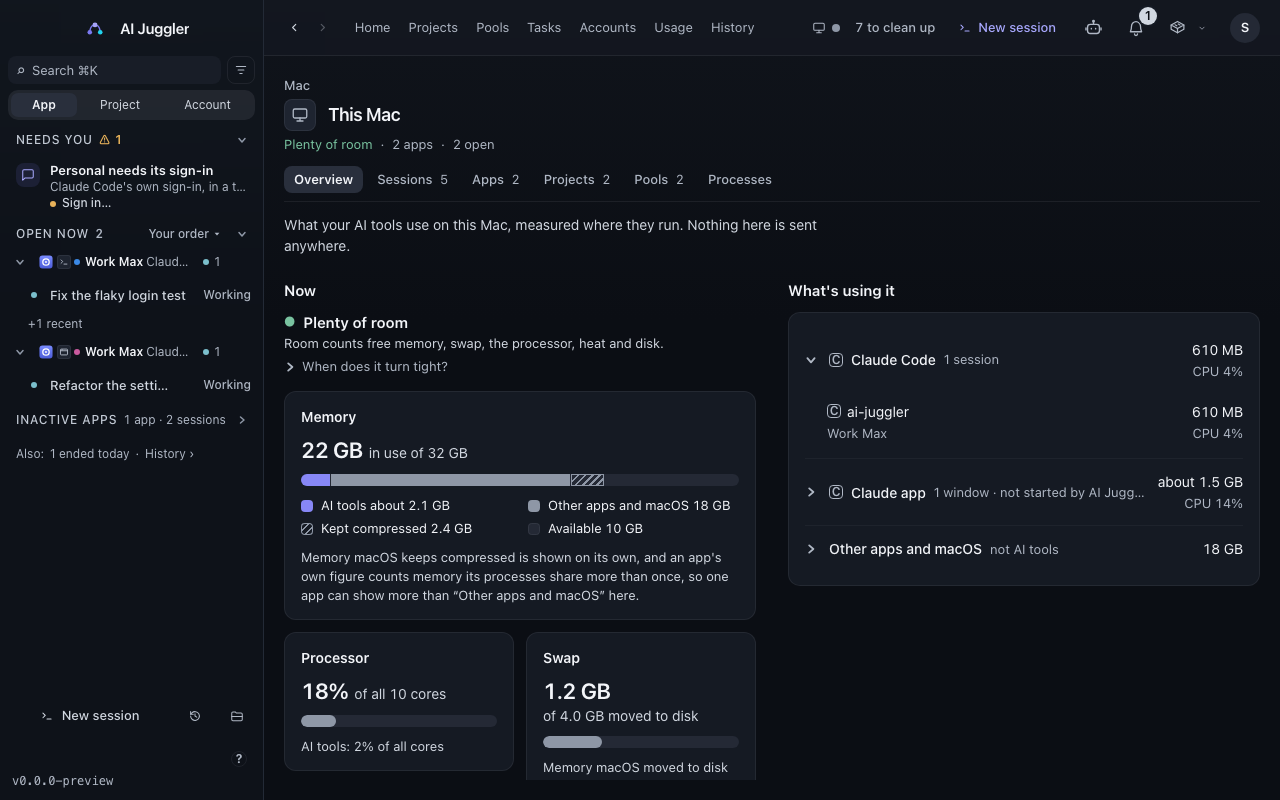 AI Juggler
Search ⌘K
App Project Account
NEEDS YOU 1
Personal needs its sign-in
Claude Code's own sign-in, in a t...
Sign in...
OPEN NOW 2 Your order
Work Max Claud... 1
Fix the flaky login test Working
+1 recent
Work Max Claud... 1
Refactor the setti... Working
INACTIVE APPS 1 app · 2 sessions
Also: 1 ended today · History ›
New session
?
v0.0.0-preview
Home Projects Pools Tasks Accounts Usage History
7 to clean up
New session
1
S
Mac
This Mac
Plenty of room · 2 apps · 2 open
Overview Sessions 5 Apps 2 Projects 2 Pools 2 Processes
What your AI tools use on this Mac, measured where they run. Nothing here is sent
anywhere.
Now
Plenty of room
Room counts free memory, swap, the processor, heat and disk.
When does it turn tight?
Memory
22 GB in use of 32 GB
AI tools about 2.1 GB Other apps and macOS 18 GB
Kept compressed 2.4 GB Available 10 GB
Memory macOS keeps compressed is shown on its own, and an app's
own figure counts memory its processes share more than once, so one
app can show more than “Other apps and macOS” here.
Processor
18% of all 10 cores
AI tools: 2% of all cores
Swap
1.2 GB
of 4.0 GB moved to disk
Memory macOS moved to disk
What's using it
C Claude Code 1 session 610 MB
CPU 4%
C ai-juggler 610 MB
Work Max CPU 4%
C Claude app 1 window · not started by AI Jugg... about 1.5 GB
CPU 14%
Other apps and macOS not AI tools 18 GB